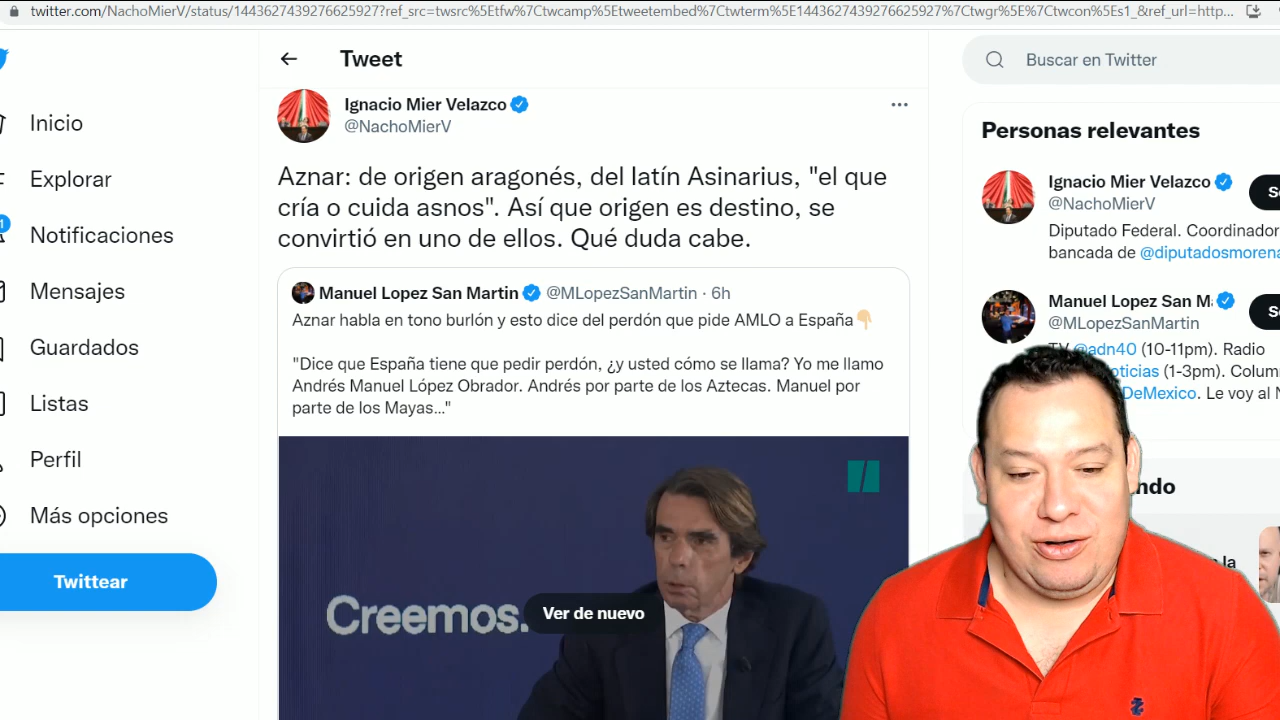 twitter.com/NachoMierV/status/1443627439276625927?ref_src=twsrc%5Etfw%7Ctwcamp%5Etweetembed%7Ctwterm%5E1443627439276625927%7Ctwgr%5E%7Ctwcon%5Es1_&ref_url=http...
Tweet
Buscar en Twitter
Inicio
Explorar
1
Notificaciones
Mensajes
Guardados
Listas
Perfil
Más opciones
Twittear
Ignacio Mier Velazco
@NachoMierV
Aznar: de origen aragonés, del latín Asinarius, "el que
cría o cuida asnos". Así que origen es destino, se
convirtió en uno de ellos. Qué duda cabe.
Manuel Lopez San Martin @MLopezSanMartin · 6h
Aznar habla en tono burlón y esto dice del perdón que pide AMLO a España
"Dice que España tiene que pedir perdón, ¿y usted cómo se llama? Yo me llamo
Andrés Manuel López Obrador. Andrés por parte de los Aztecas. Manuel por
parte de los Mayas..."
Creemos.
Ver de nuevo
Personas relevantes
Ignacio Mier Velazco
@NachoMierV
Diputado Federal. Coordinador
bancada de @diputadosmorena
Manuel Lopez San M
@MLopezSanMartin
TV @adn40 (10-11pm). Radio
oticias (1-3pm). Colum
DeMexico. Le voy al
ndo
la